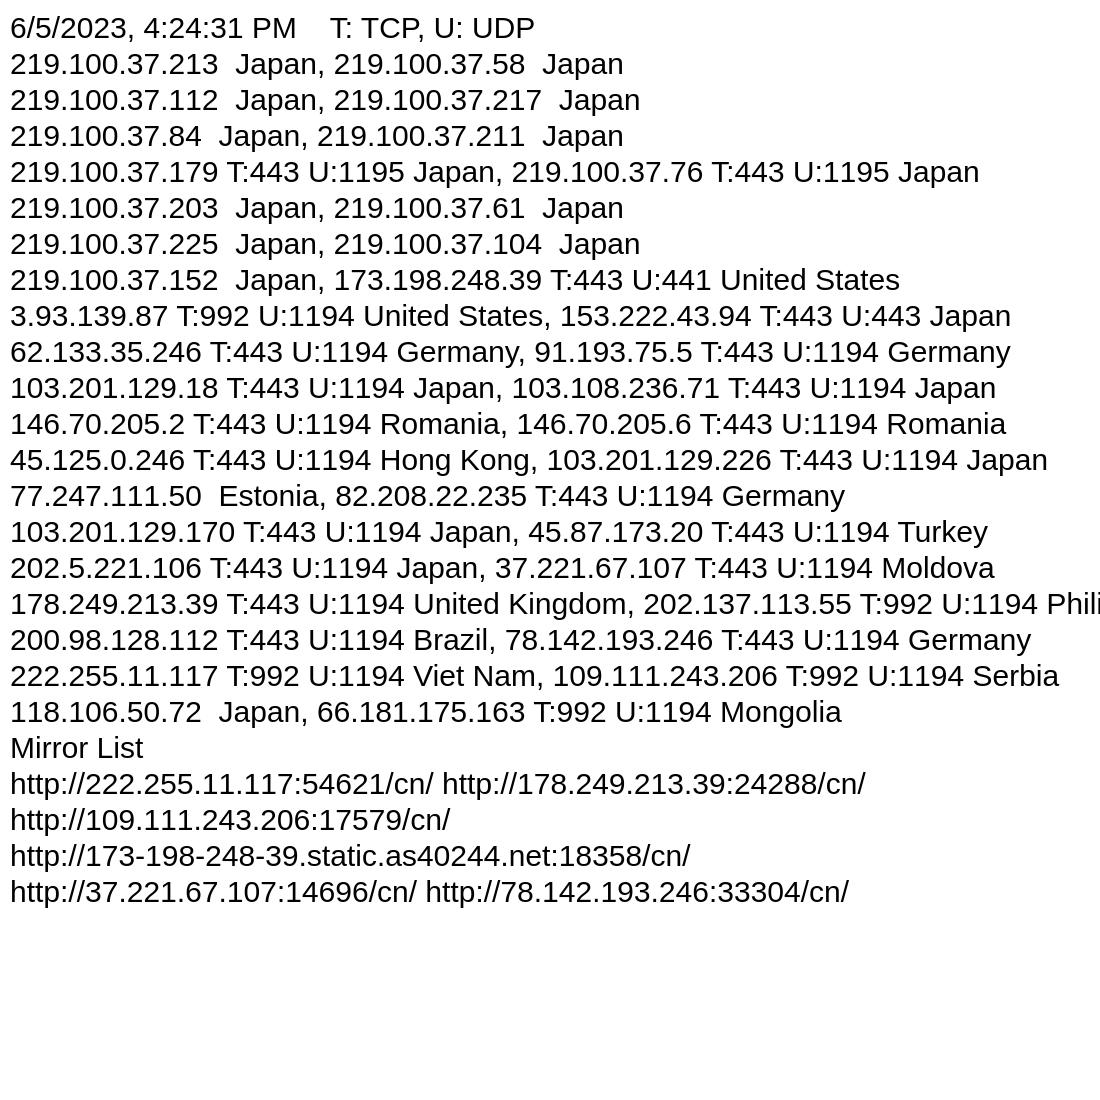 6/5/2023, 4:24:31 PM    T: TCP, U: UDP
219.100.37.213  Japan, 219.100.37.58  Japan
219.100.37.112  Japan, 219.100.37.217  Japan
219.100.37.84  Japan, 219.100.37.211  Japan
219.100.37.179 T:443 U:1195 Japan, 219.100.37.76 T:443 U:1195 Japan
219.100.37.203  Japan, 219.100.37.61  Japan
219.100.37.225  Japan, 219.100.37.104  Japan
219.100.37.152  Japan, 173.198.248.39 T:443 U:441 United States
3.93.139.87 T:992 U:1194 United States, 153.222.43.94 T:443 U:443 Japan
62.133.35.246 T:443 U:1194 Germany, 91.193.75.5 T:443 U:1194 Germany
103.201.129.18 T:443 U:1194 Japan, 103.108.236.71 T:443 U:1194 Japan
146.70.205.2 T:443 U:1194 Romania, 146.70.205.6 T:443 U:1194 Romania
45.125.0.246 T:443 U:1194 Hong Kong, 103.201.129.226 T:443 U:1194 Japan
77.247.111.50  Estonia, 82.208.22.235 T:443 U:1194 Germany
103.201.129.170 T:443 U:1194 Japan, 45.87.173.20 T:443 U:1194 Turkey
202.5.221.106 T:443 U:1194 Japan, 37.221.67.107 T:443 U:1194 Moldova
178.249.213.39 T:443 U:1194 United Kingdom, 202.137.113.55 T:992 U:1194 Phili
200.98.128.112 T:443 U:1194 Brazil, 78.142.193.246 T:443 U:1194 Germany
222.255.11.117 T:992 U:1194 Viet Nam, 109.111.243.206 T:992 U:1194 Serbia
118.106.50.72  Japan, 66.181.175.163 T:992 U:1194 Mongolia
Mirror List
http://222.255.11.117:54621/cn/ http://178.249.213.39:24288/cn/
http://109.111.243.206:17579/cn/
http://173-198-248-39.static.as40244.net:18358/cn/
http://37.221.67.107:14696/cn/ http://78.142.193.246:33304/cn/